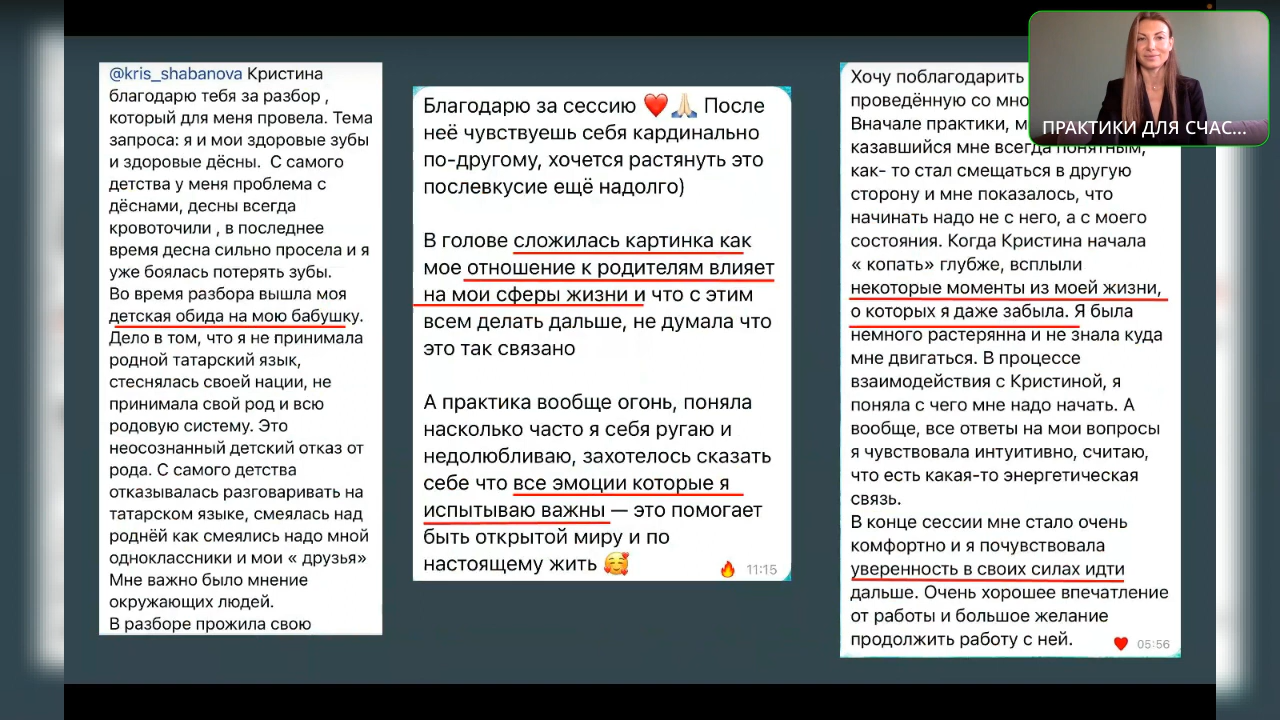 @kris_shabanova Кристина
благодарю тебя за разбор ,
который для меня провела. Тема
запроса: я и мои здоровые зубы
и здоровые дёсны. С самого
детства у меня проблема с
дёснами, десны всегда
кровоточили , в последнее
время десна сильно просела и я
уже боялась потерять зубы.
Во время разбора вышла моя
детская обида на мою бабушку.
Дело в том, что я не принимала
родной татарский язык,
стеснялась своей нации, не
принимала свой род и всю
родовую систему. Это
неосознанный детский отказ от
рода. С самого детства
отказывалась разговаривать на
татарском языке, смеялась над
роднёй как смеялись надо мной
одноклассники и мои « друзья»
Мне важно было мнение
окружающих людей.
В разборе прожила свою
Благодарю за сессию ❤️🙏🏻 После
неё чувствуешь себя кардинально
по-другому, хочется растянуть это
послевкусие ещё надолго)
В голове сложилась картинка как
мое отношение к родителям влияет
на мои сферы жизни и что с этим
всем делать дальше, не думала что
это так связано
А практика вообще огонь, поняла
насколько часто я себя ругаю и
недолюбливаю, захотелось сказать
себе что все эмоции которые я
испытываю важны — это помогает
быть открытой миру и по
настоящему жить 🥰
🔥 11:15
Хочу поблагодарить
проведённую со
Вначале практики,
казавшийся мне всегда понятным,
как- то стал смещаться в другую
сторону и мне показалось, что
начинать надо не с него, а с моего
состояния. Когда Кристина начала
« копать» глубже, всплыли
некоторые моменты из моей жизни,
о которых я даже забыла. Я была
немного растерянна и не знала куда
мне двигаться. В процессе
взаимодействия с Кристиной, я
поняла с чего мне надо начать. А
вообще, все ответы на мои вопросы
я чувствовала интуитивно, считаю,
что есть какая-то энергетическая
связь.
В конце сессии мне стало очень
комфортно и я почувствовала
уверенность в своих силах идти
дальше. Очень хорошее впечатление
от работы и большое желание
продолжить работу с ней.
❤️ 05:56
ПРАКТИКИ ДЛЯ СЧАС...